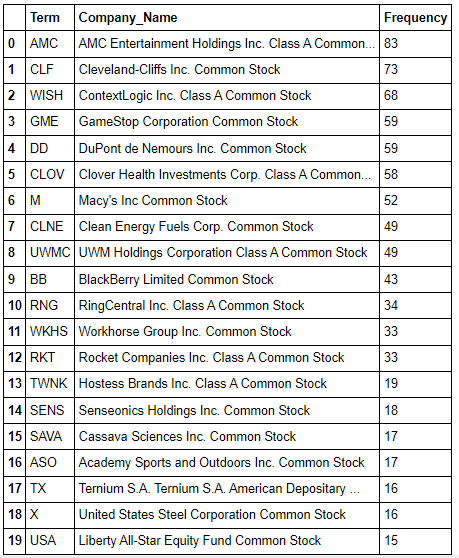 Term Company_Name Frequency
0 AMC AMC Entertainment Holdings Inc. Class A Common... 83
1 CLF Cleveland-Cliffs Inc. Common Stock 73
2 WISH ContextLogic Inc. Class A Common Stock 68
3 GME GameStop Corporation Common Stock 59
4 DD DuPont de Nemours Inc. Common Stock 59
5 CLOV Clover Health Investments Corp. Class A Common... 58
6 M Macy's Inc Common Stock 52
7 CLNE Clean Energy Fuels Corp. Common Stock 49
8 UWMC UWM Holdings Corporation Class A Common Stock 49
9 BB BlackBerry Limited Common Stock 43
10 RNG RingCentral Inc. Class A Common Stock 34
11 WKHS Workhorse Group Inc. Common Stock 33
12 RKT Rocket Companies Inc. Class A Common Stock 33
13 TWNK Hostess Brands Inc. Class A Common Stock 19
14 SENS Senseonics Holdings Inc. Common Stock 18
15 SAVA Cassava Sciences Inc. Common Stock 17
16 ASO Academy Sports and Outdoors Inc. Common Stock 17
17 TX Ternium S.A. Ternium S.A. American Depositary ... 16
18 X United States Steel Corporation Common Stock 16
19 USA Liberty All-Star Equity Fund Common Stock 15